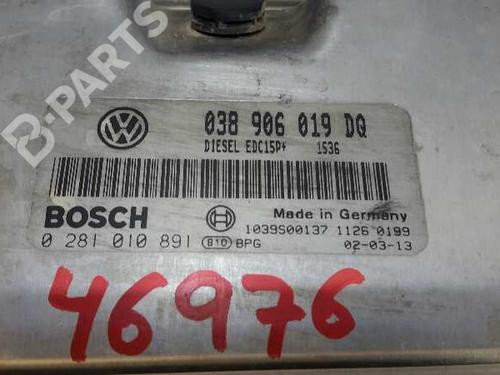 B-PARTS
038 906 019 DQ
DIESEL EDC15P+ 1536
BOSCH
Made in Germany
1039S00137 1126 0199
0 281 010 891 B10 BPG 02-03-13
46976